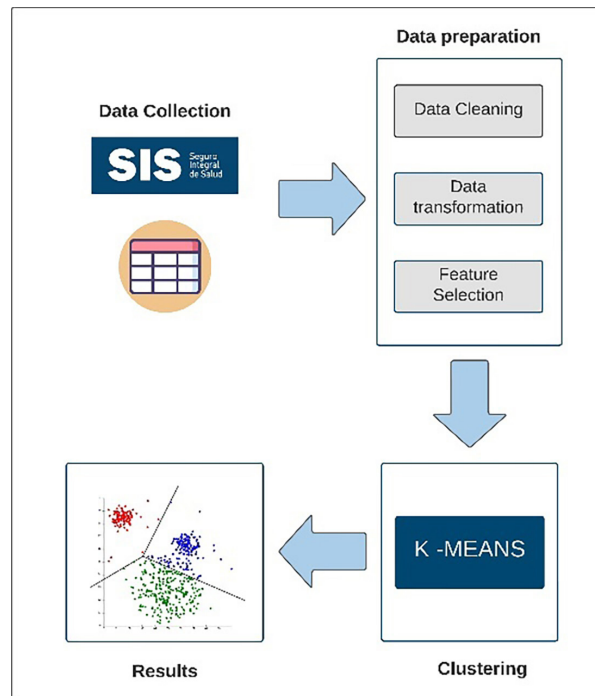 Data preparation
Data Collection
SIS
Seguro
Integral
de Salud
Data Cleaning
Data
transformation
Feature
Selection
K -MEANS
Results
Clustering